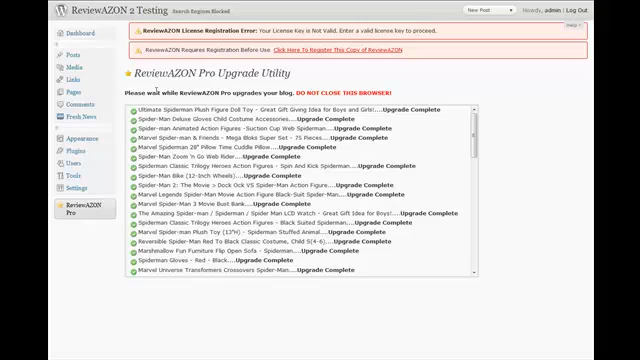 ReviewAZON 2 Testing
Search Engines Blocked
New Post
Howdy, admin | Log Out
Help
ReviewAZON License Registration Error: Your License Key is Not Valid. Enter a valid license key to proceed.
ReviewAZON Requires Registration Before Use Click Here To Register This Copy of ReviewAZON
Dashboard
Posts
Media
Links
Pages
Comments
Fresh News
Appearance
Plugins
Users
Tools
Settings
ReviewAZON
Pro
ReviewAZON Pro Upgrade Utility
Please wait while ReviewAZON Pro upgrades your blog. DO NOT CLOSE THIS BROWSER!
Ultimate Spiderman Plush Figure Doll Toy - Great Gift Giving Idea for Boys and Girls!....Upgrade Complete
Spider-Man Deluxe Gloves Child Costume Accessories....Upgrade Complete
Spider-man Animated Action Figures -Suction Cup Web Spiderman....Upgrade Complete
Marvel Spider-man & Friends - Mega Bloks Super Set - 75 Pieces....Upgrade Complete
Marvel Spiderman 28" Pillow Time Cuddle Pillow....Upgrade Complete
Spider-Man Zoom 'n Go Web Rider....Upgrade Complete
Spiderman Classic Trilogy Heroes Action Figures - Spin And Kick Spiderman....Upgrade Complete
Spider-Man Bike (12-Inch Wheels)....Upgrade Complete
Spider-Man 2: The Movie > Dock Ock VS Spider-Man Action Figure....Upgrade Complete
Marvel Legends Spider-Man Movie Action Figure Black-Suit Spider-Man....Upgrade Complete
Marvel Spider-Man 3 Movie Bust Bank....Upgrade Complete
The Amazing Spider-man / Spiderman / Spider Man LCD Watch - Great Gift Idea for Boys!....Upgrade Complete
Spiderman Classic Trilogy Heroes Action Figures - Black Suited Spiderman....Upgrade Complete
Marvel Spider-man Plush Toy (13"H) - Spiderman Stuffed Animal....Upgrade Complete
Reversible Spider-Man Red To Black Classic Costume, Child S(4-6)....Upgrade Complete
Marshmallow Fun Furniture Flip Open Sofa - Spiderman....Upgrade Complete
Spiderman Gloves - Red - Black....Upgrade Complete
Marvel Universe Transformers Crossovers Spider-Man....Upgrade Complete